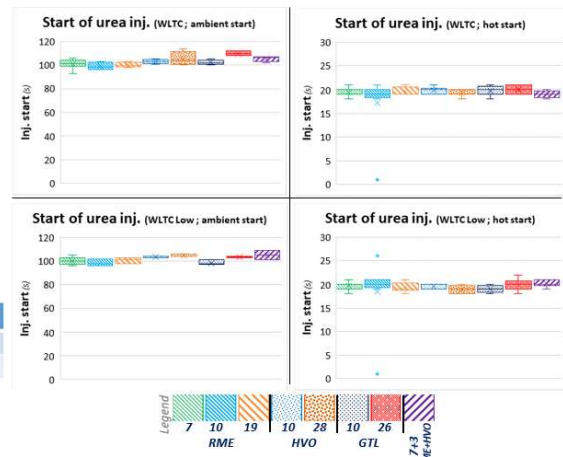 Start of urea inj. (WLTC ; ambient start)
Inj. start (s)
120
100
80
60
40
20
0
Start of urea inj. (WLTC ; hot start)
Inj. start (s)
30
25
20
15
10
5
0
Start of urea inj. (WLTC Low ; ambient start)
Inj. start (s)
120
100
80
60
40
20
0
Start of urea inj. (WLTC Low ; hot start)
Inj. start (s)
30
25
20
15
10
5
0
Legend
7 10 19 10 28 10 26 7+3
RME HVO GTL ME+HVO